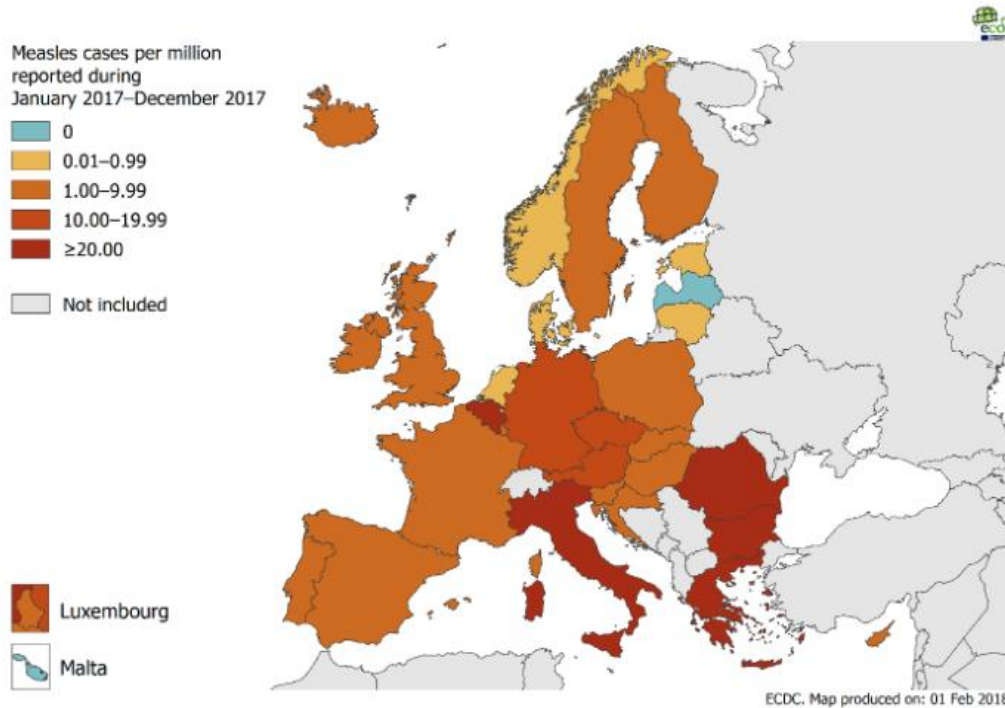 ecdc
Measles cases per million
reported during
January 2017–December 2017
0
0.01–0.99
1.00–9.99
10.00–19.99
≥20.00
Not included
Luxembourg
Malta
ECDC. Map produced on: 01 Feb 2018